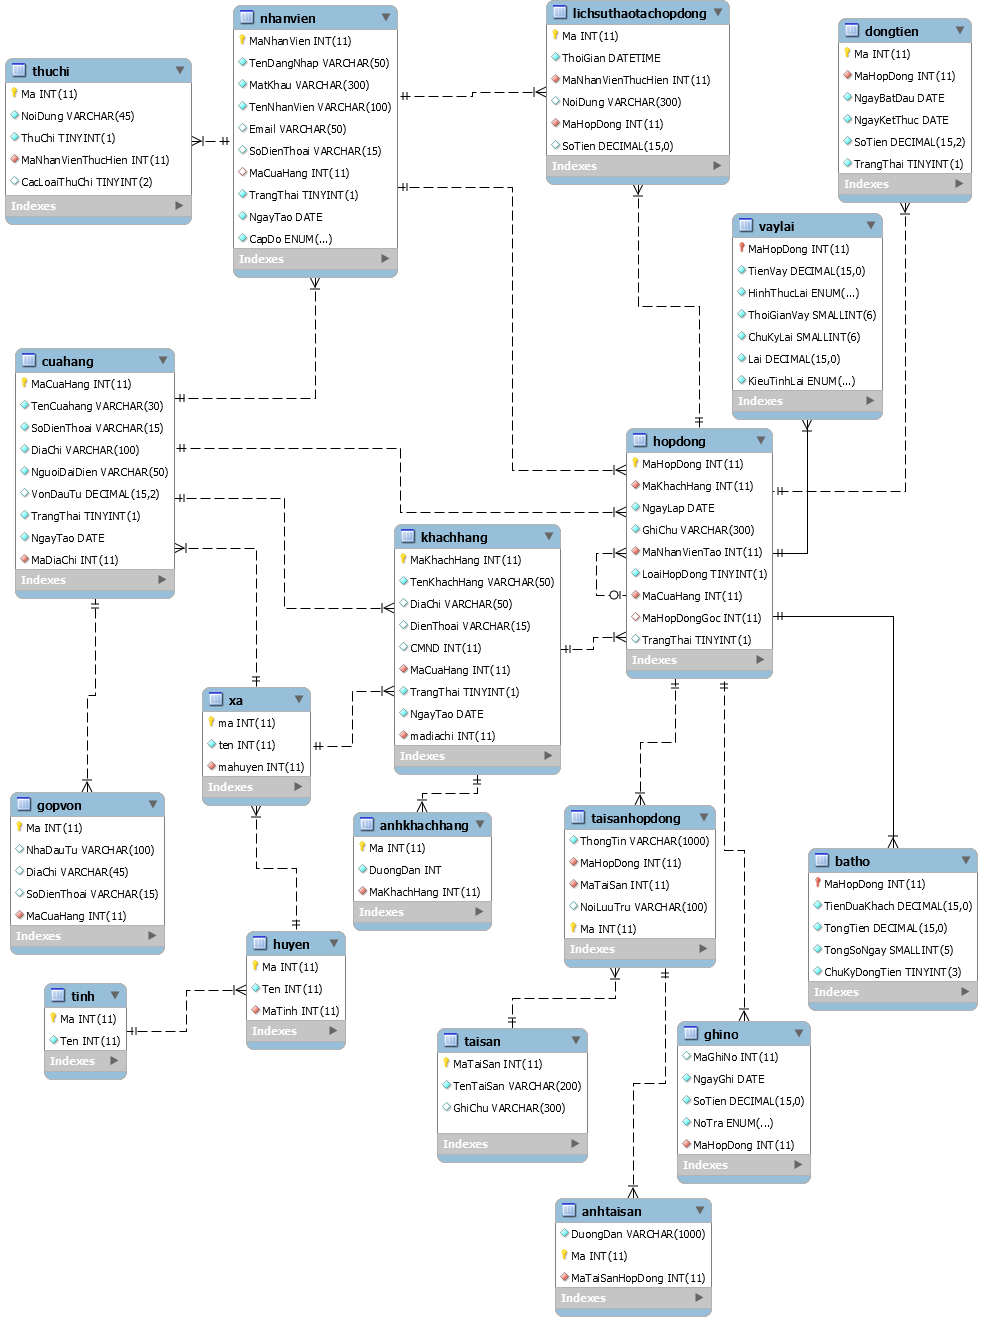 nhanvien
MaNhanVien INT(11)
TenDangNhap VARCHAR(50)
MatKhau VARCHAR(300)
TenNhanVien VARCHAR(100)
Email VARCHAR(50)
SoDienThoai VARCHAR(15)
MaCuaHang INT(11)
TrangThai TINYINT(1)
NgayTao DATE
CapDo ENUM(...)
Indexes
lichsuthaotachopdong
Ma INT(11)
ThoiGian DATETIME
MaNhanVienThucHien INT(11)
NoiDung VARCHAR(300)
MaHopDong INT(11)
SoTien DECIMAL(15,0)
Indexes
dongtien
Ma INT(11)
MaHopDong INT(11)
NgayBatDau DATE
NgayKetThuc DATE
SoTien DECIMAL(15,2)
TrangThai TINYINT(1)
Indexes
thuchi
Ma INT(11)
NoiDung VARCHAR(45)
ThuChi TINYINT(1)
MaNhanVienThucHien INT(11)
CacLoaiThuChi TINYINT(2)
Indexes
vaylai
MaHopDong INT(11)
TienVay DECIMAL(15,0)
HinhThucLai ENUM(...)
ThoiGianVay SMALLINT(6)
ChuKyLai SMALLINT(6)
Lai DECIMAL(15,0)
KieuTinhLai ENUM(...)
Indexes
cuahang
MaCuaHang INT(11)
TenCuahang VARCHAR(30)
SoDienThoai VARCHAR(15)
DiaChi VARCHAR(100)
NguoiDaiDien VARCHAR(50)
VonDauTu DECIMAL(15,2)
TrangThai TINYINT(1)
NgayTao DATE
MaDiaChi INT(11)
Indexes
hopdong
MaHopDong INT(11)
MaKhachHang INT(11)
NgayLap DATE
GhiChu VARCHAR(300)
MaNhanVienTao INT(11)
LoaiHopDong TINYINT(1)
MaCuaHang INT(11)
MaHopDongGoc INT(11)
TrangThai TINYINT(1)
Indexes
khachhang
MaKhachHang INT(11)
TenKhachHang VARCHAR(50)
DiaChi VARCHAR(50)
DienThoai VARCHAR(15)
CMND INT(11)
MaCuaHang INT(11)
TrangThai TINYINT(1)
NgayTao DATE
madiachi INT(11)
Indexes
xa
ma INT(11)
ten INT(11)
mahuyen INT(11)
Indexes
gopvon
Ma INT(11)
NhaDauTu VARCHAR(100)
DiaChi VARCHAR(45)
SoDienThoai VARCHAR(15)
MaCuaHang INT(11)
Indexes
anhkhachhang
Ma INT(11)
DuongDan INT
MaKhachHang INT(11)
Indexes
taisanhopdong
ThongTin VARCHAR(1000)
MaHopDong INT(11)
MaTaiSan INT(11)
NoiLuuTru VARCHAR(100)
Ma INT(11)
Indexes
batho
MaHopDong INT(11)
TienDuaKhach DECIMAL(15,0)
TongTien DECIMAL(15,0)
TongSoNgay SMALLINT(5)
ChuKyDongTien TINYINT(3)
Indexes
huyen
Ma INT(11)
Ten INT(11)
MaTinh INT(11)
Indexes
tinh
Ma INT(11)
Ten INT(11)
Indexes
taisan
MaTaiSan INT(11)
TenTaiSan VARCHAR(200)
GhiChu VARCHAR(300)
Indexes
ghino
MaGhiNo INT(11)
NgayGhi DATE
SoTien DECIMAL(15,0)
NoTra ENUM(...)
MaHopDong INT(11)
Indexes
anhtaisan
DuongDan VARCHAR(1000)
Ma INT(11)
MaTaiSanHopDong INT(11)
Indexes